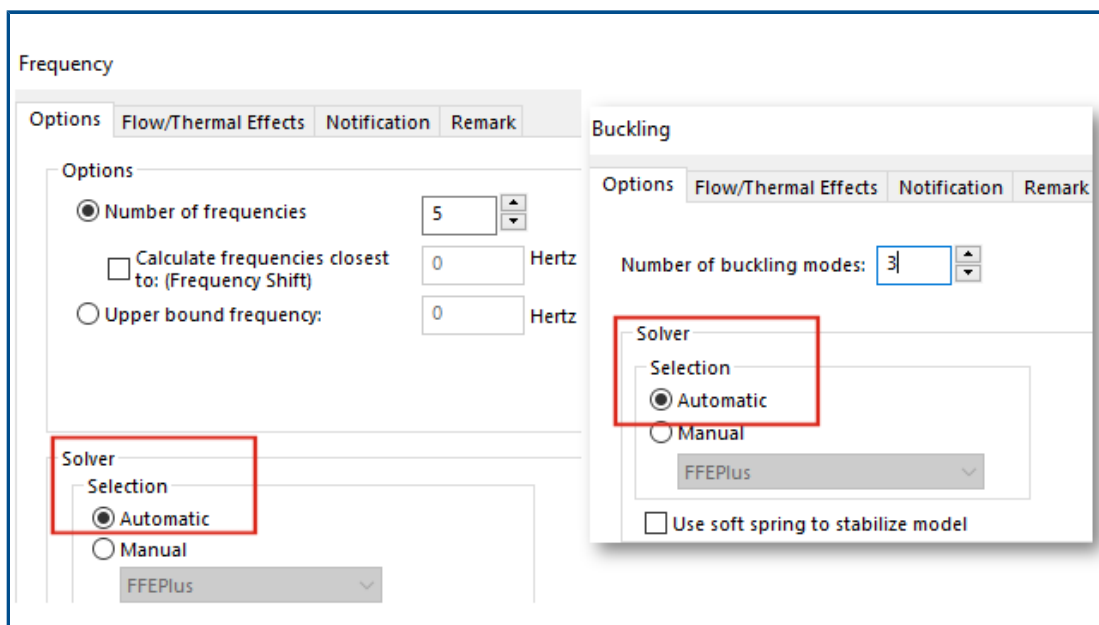 Frequency
Options Flow/Thermal Effects Notification Remark
Options
Number of frequencies 5
Calculate frequencies closest
to: (Frequency Shift) 0 Hertz
Upper bound frequency: 0 Hertz
Solver
Selection
Automatic
Manual
FFEPlus
Buckling
Options Flow/Thermal Effects Notification Remark
Number of buckling modes: 3
Solver
Selection
Automatic
Manual
FFEPlus
Use soft spring to stabilize model